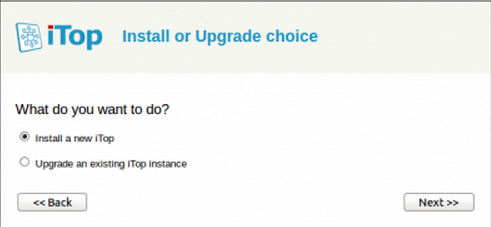 iTop Install or Upgrade choice
What do you want to do?
Install a new iTop
Upgrade an existing iTop instance
<< Back Next >>